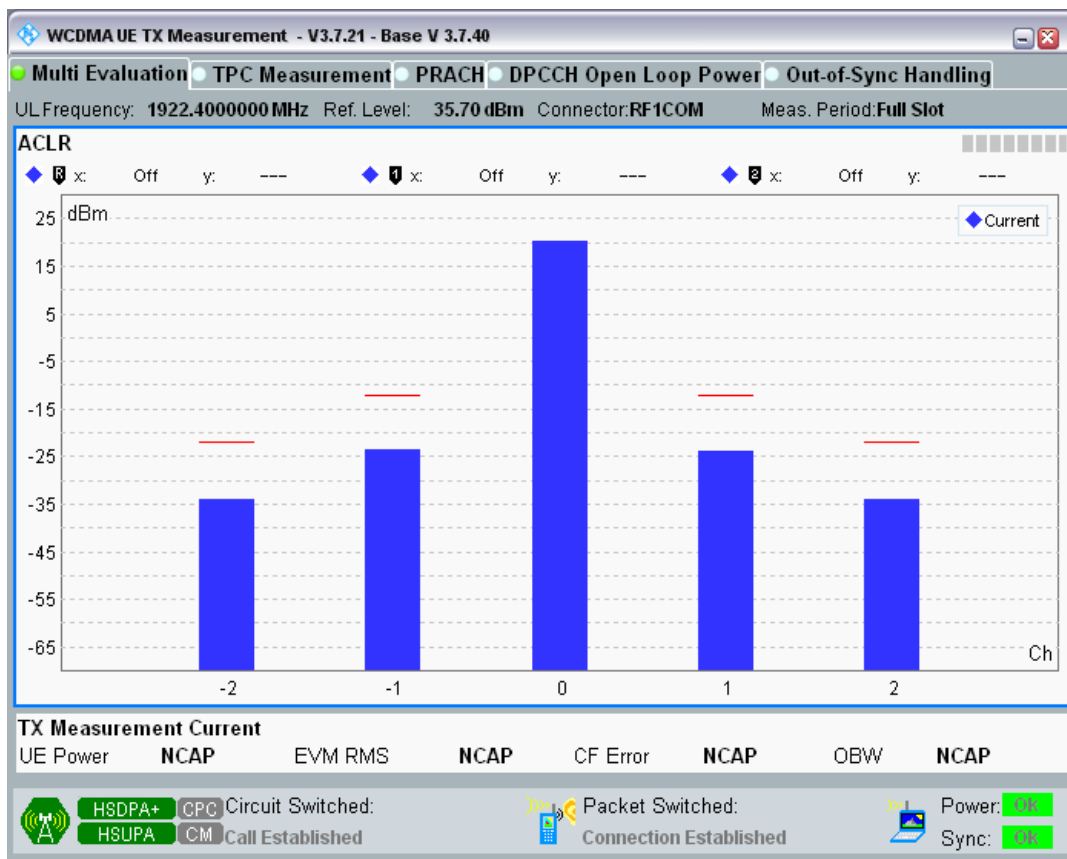 WCDMA UE TX Measurement - V3.7.21 - Base V 3.7.40
Multi Evaluation TPC Measurement PRACH DPCCH Open Loop Power Out-of-Sync Handling
UL Frequency: 1922.4000000 MHz Ref. Level: 35.70 dBm Connector:RF1COM Meas. Period:Full Slot
ACLR
R x: Off y: --- 1 x: Off y: --- 2 x: Off y: ---
dBm
Current
25
15
5
-5
-15
-25
-35
-45
-55
-65
Ch
-2 -1 0 1 2
TX Measurement Current
UE Power NCAP EVM RMS NCAP CF Error NCAP OBW NCAP
HSDPA+ CPC Circuit Switched: Packet Switched: Power: OK
HSUPA CM Call Established Connection Established Sync: OK